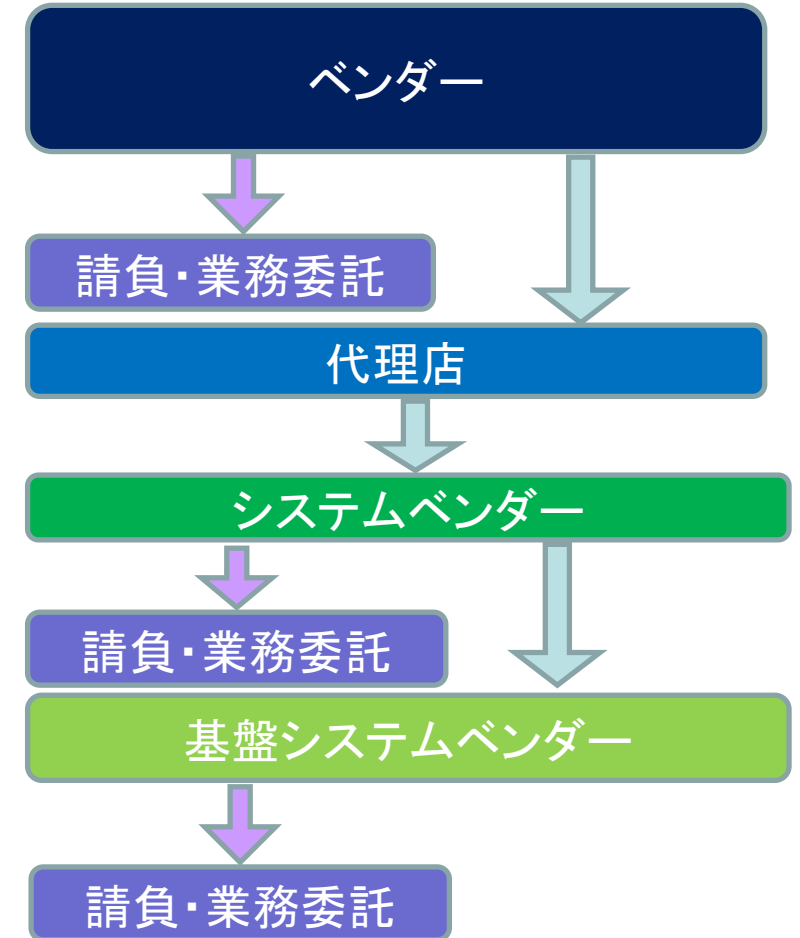 ベンダー
請負・業務委託
代理店
システムベンダー
請負・業務委託
基盤システムベンダー
請負・業務委託